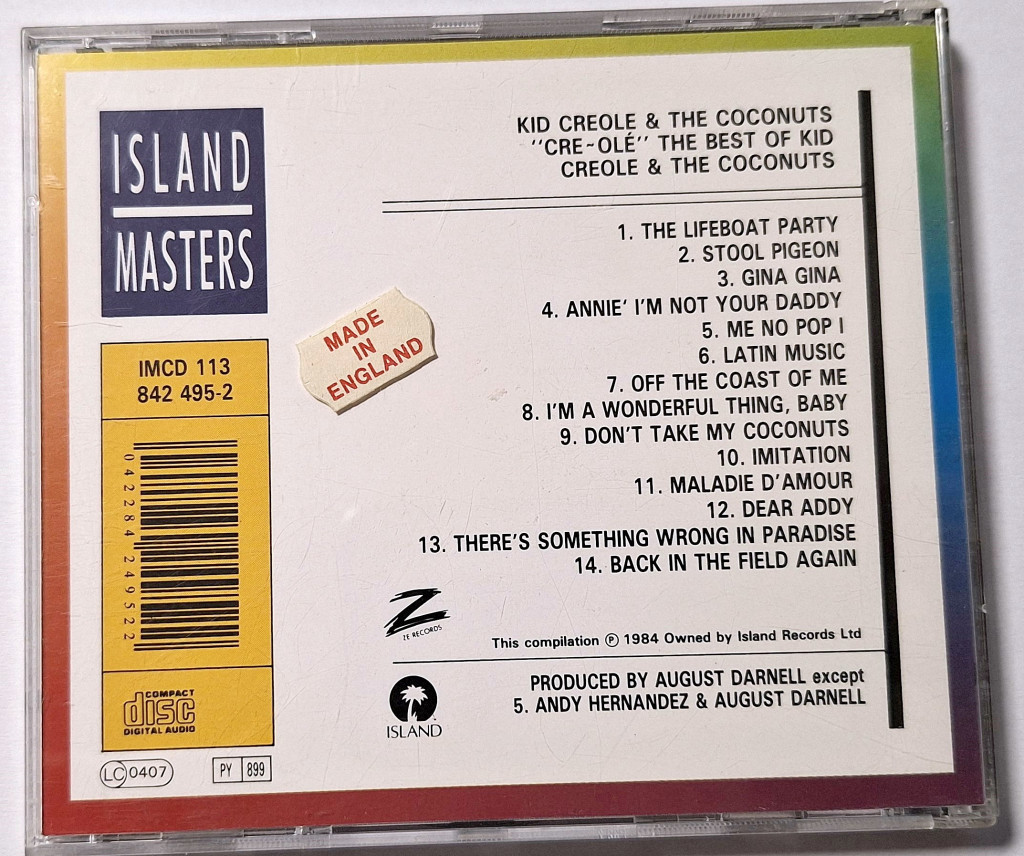 ISLAND
MASTERS
IMCD 113
842 495-2
042284 249522
COMPACT
disc
DIGITAL AUDIO
LC 0407
PY 899
MADE
IN
ENGLAND
KID CREOLE & THE COCONUTS
"CRE~OLÉ" THE BEST OF KID
CREOLE & THE COCONUTS
1. THE LIFEBOAT PARTY
2. STOOL PIGEON
3. GINA GINA
4. ANNIE' I'M NOT YOUR DADDY
5. ME NO POP I
6. LATIN MUSIC
7. OFF THE COAST OF ME
8. I'M A WONDERFUL THING, BABY
9. DON'T TAKE MY COCONUTS
10. IMITATION
11. MALADIE D'AMOUR
12. DEAR ADDY
13. THERE'S SOMETHING WRONG IN PARADISE
14. BACK IN THE FIELD AGAIN
Z
ZE RECORDS
This compilation ℗ 1984 Owned by Island Records Ltd
ISLAND
PRODUCED BY AUGUST DARNELL except
5. ANDY HERNANDEZ & AUGUST DARNELL